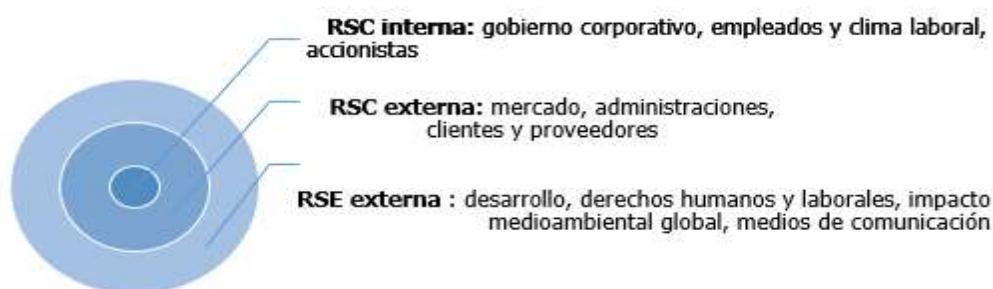 RSC interna: gobierno corporativo, empleados y clima laboral,
accionistas
RSC externa: mercado, administraciones,
clientes y proveedores
RSE externa : desarrollo, derechos humanos y laborales, impacto
medioambiental global, medios de comunicación